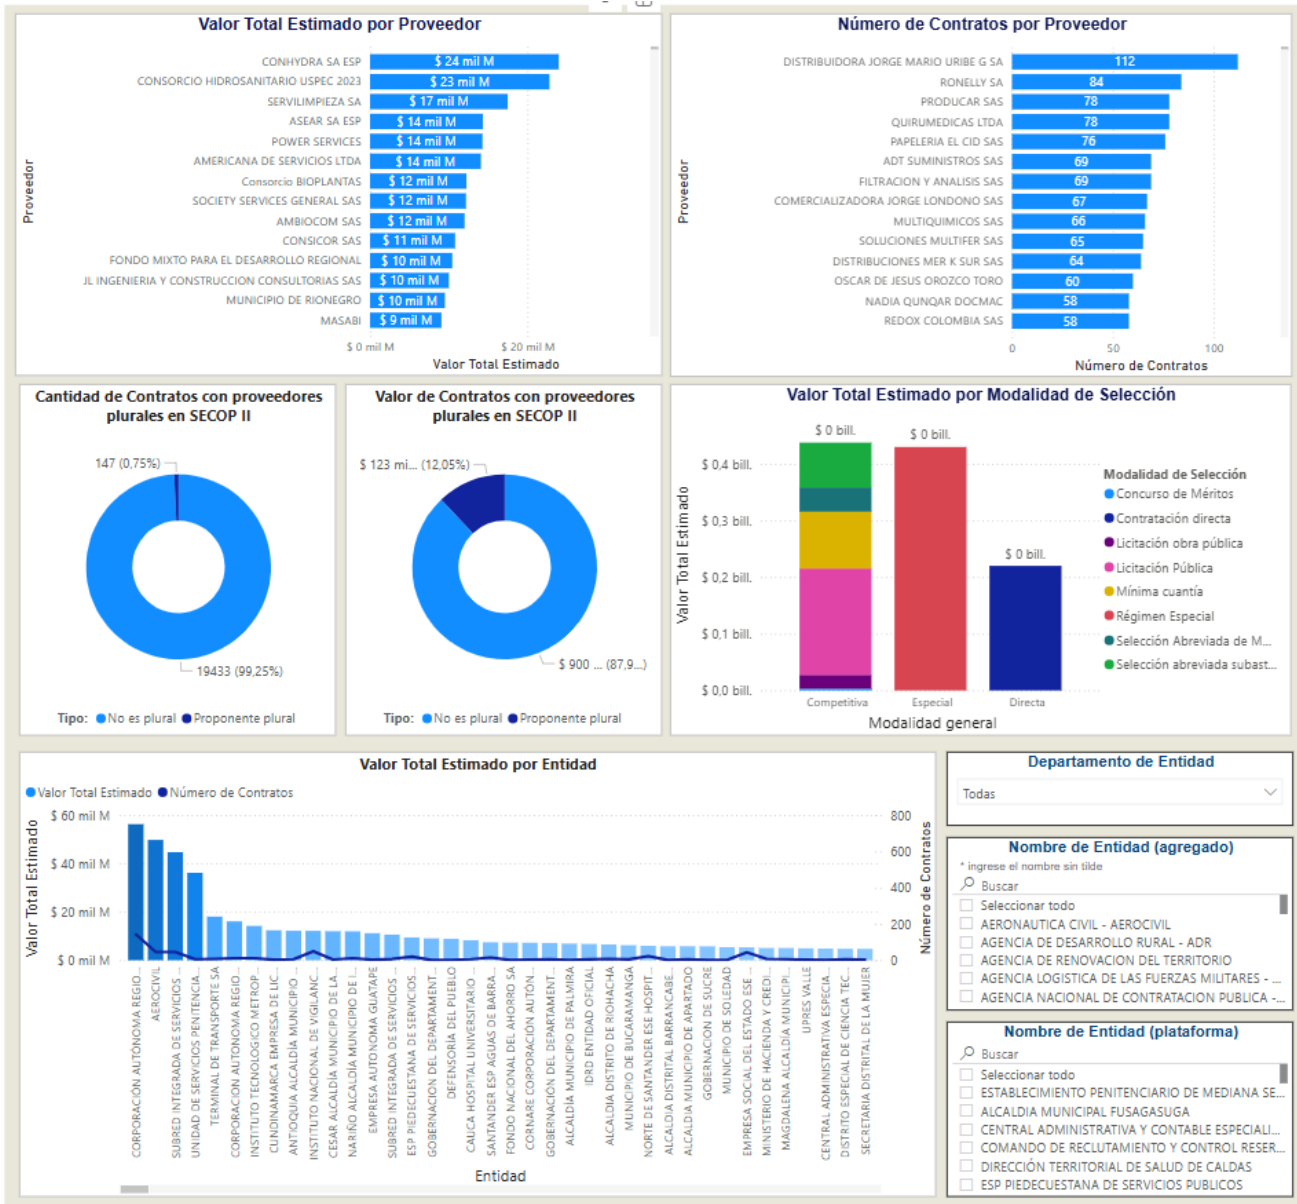 Valor Total Estimado por Proveedor
Proveedor
CONHYDRA SA ESP $ 24 mil M
CONSORCIO HIDROSANITARIO USPEC 2023 $ 23 mil M
SERVILIMPIEZA SA $ 17 mil M
ASEAR SA ESP $ 14 mil M
POWER SERVICES $ 14 mil M
AMERICANA DE SERVICIOS LTDA $ 14 mil M
Consorcio BIOPLANTAS $ 12 mil M
SOCIETY SERVICES GENERAL SAS $ 12 mil M
AMBIOCOM SAS $ 12 mil M
CONSICOR SAS $ 11 mil M
FONDO MIXTO PARA EL DESARROLLO REGIONAL $ 10 mil M
JL INGENIERIA Y CONSTRUCCION CONSULTORIAS SAS $ 10 mil M
MUNICIPIO DE RIONEGRO $ 10 mil M
MASABI $ 9 mil M
$ 0 mil M $ 20 mil M
Valor Total Estimado
Número de Contratos por Proveedor
Proveedor
DISTRIBUIDORA JORGE MARIO URIBE G SA 112
RONELLY SA 84
PRODUCAR SAS 78
QUIRUMEDICAS LTDA 78
PAPELERIA EL CID SAS 76
ADT SUMINISTROS SAS 69
FILTRACION Y ANALISIS SAS 69
COMERCIALIZADORA JORGE LONDONO SAS 67
MULTIQUIMICOS SAS 66
SOLUCIONES MULTIFER SAS 65
DISTRIBUCIONES MER K SUR SAS 64
OSCAR DE JESUS OROZCO TORO 60
NADIA QUNQAR DOCMAC 58
REDOX COLOMBIA SAS 58
0 50 100
Número de Contratos
Cantidad de Contratos con proveedores
plurales en SECOP II
147 (0,75%)
19433 (99,25%)
Tipo: No es plural Proponente plural
Valor de Contratos con proveedores
plurales en SECOP II
$ 123 mi... (12,05%)
$ 900 ... (87,9...)
Tipo: No es plural Proponente plural
Valor Total Estimado por Modalidad de Selección
Valor Total Estimado
$ 0,4 bill.
$ 0,3 bill.
$ 0,2 bill.
$ 0,1 bill.
$ 0,0 bill.
$ 0 bill. $ 0 bill. $ 0 bill.
Competitiva Especial Directa
Modalidad general
Modalidad de Selección
Concurso de Méritos
Contratación directa
Licitación obra pública
Licitación Pública
Mínima cuantía
Régimen Especial
Selección Abreviada de M...
Selección abreviada subast...
Valor Total Estimado por Entidad
Valor Total Estimado Número de Contratos
Valor Total Estimado
$ 60 mil M
$ 40 mil M
$ 20 mil M
$ 0 mil M
800
600
400
200
0
Número de Contratos
CORPORACIÓN AUTÓNOMA REGIO...
AEROCIVIL
SUBRED INTEGRADA DE SERVICIOS ...
UNIDAD DE SERVICIOS PENITENCIA...
TERMINAL DE TRANSPORTE SA
CORPORACION AUTONOMA REGIO...
INSTITUTO TECNOLOGICO METROP...
CUNDINAMARCA EMPRESA DE LIC...
ANTIOQUIA ALCALDIA MUNICIPIO ...
INSTITUTO NACIONAL DE VIGILANC...
CESAR ALCALDÍA MUNICIPIO DE LA...
NARIÑO ALCALDÍA MUNICIPIO DE I...
EMPRESA AUTONOMA GUATAPE
SUBRED INTEGRADA DE SERVICIOS ...
ESP PIEDECUESTANA DE SERVICIOS...
GOBERNACION DEL DEPARTAMENT...
DEFENSORÍA DEL PUEBLO
CAUCA HOSPITAL UNIVERSITARIO ...
SANTANDER ESP AGUAS DE BARRA...
FONDO NACIONAL DEL AHORRO SA
CORNARE CORPORACIÓN AUTÓN...
GOBERNACION DEL DEPARTAMENT...
ALCALDÍA MUNICIPIO DE PALMIRA
IDRD ENTIDAD OFICIAL
ALCALDIA DISTRITO DE RIOHACHA
MUNICIPIO DE BUCARAMANGA
NORTE DE SANTANDER ESE HOSPIT...
ALCALDIA DISTRITAL BARRANCABE...
ALCALDIA MUNICIPIO DE APARTADO
GOBERNACION DE SUCRE
MUNICIPIO DE SOLEDAD
EMPRESA SOCIAL DEL ESTADO ESE ...
MINISTERIO DE HACIENDA Y CREDI...
MAGDALENA ALCALDÍA MUNICIPI...
UPRES VALLE
CENTRAL ADMINISTRATIVA ESPECIA...
DISTRITO ESPECIAL DE CIENCIA TEC...
SECRETARIA DISTRITAL DE LA MUJER
Entidad
Departamento de Entidad
Todas
Nombre de Entidad (agregado)
* ingrese el nombre sin tilde
Buscar
Seleccionar todo
AERONAUTICA CIVIL - AEROCIVIL
AGENCIA DE DESARROLLO RURAL - ADR
AGENCIA DE RENOVACION DEL TERRITORIO
AGENCIA LOGISTICA DE LAS FUERZAS MILITARES - ...
AGENCIA NACIONAL DE CONTRATACION PUBLICA -...
Nombre de Entidad (plataforma)
Buscar
Seleccionar todo
ESTABLECIMIENTO PENITENCIARIO DE MEDIANA SE...
ALCALDIA MUNICIPAL FUSAGASUGA
CENTRAL ADMINISTRATIVA Y CONTABLE ESPECIALI...
COMANDO DE RECLUTAMIENTO Y CONTROL RESER...
DIRECCIÓN TERRITORIAL DE SALUD DE CALDAS
ESP PIEDECUESTANA DE SERVICIOS PUBLICOS